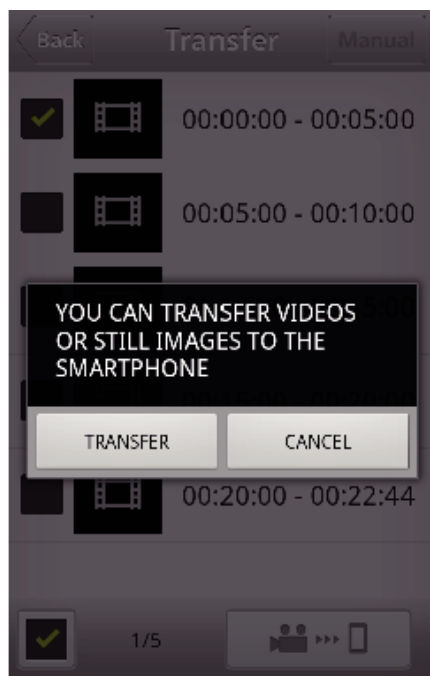 Back Transfer Manual
00:00:00 - 00:05:00
00:05:00 - 00:10:00
YOU CAN TRANSFER VIDEOS
OR STILL IMAGES TO THE
SMARTPHONE
TRANSFER CANCEL
00:20:00 - 00:22:44
1/5